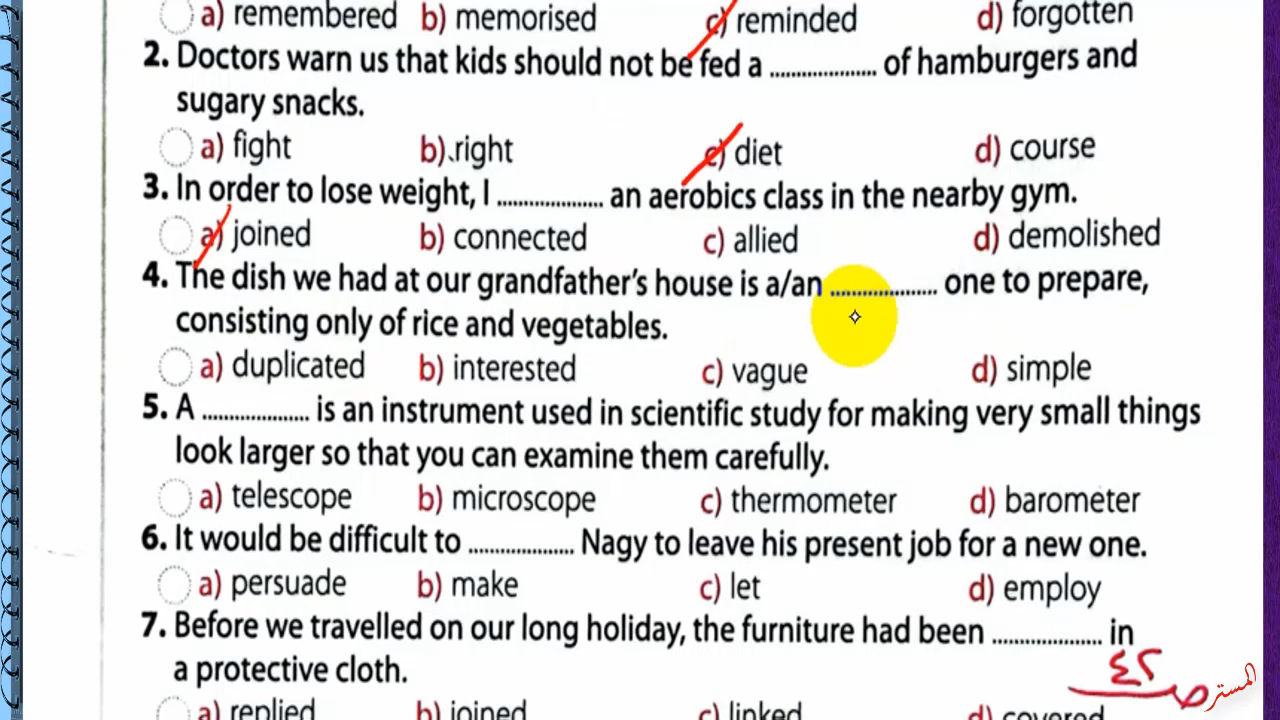 a) remembered b) memorised c) reminded d) forgotten
2. Doctors warn us that kids should not be fed a .................... of hamburgers and
sugary snacks.
a) fight b) right c) diet d) course
3. In order to lose weight, I .................... an aerobics class in the nearby gym.
a) joined b) connected c) allied d) demolished
4. The dish we had at our grandfather's house is a/an .................... one to prepare,
consisting only of rice and vegetables.
a) duplicated b) interested c) vague d) simple
5. A .................... is an instrument used in scientific study for making very small things
look larger so that you can examine them carefully.
a) telescope b) microscope c) thermometer d) barometer
6. It would be difficult to .................... Nagy to leave his present job for a new one.
a) persuade b) make c) let d) employ
7. Before we travelled on our long holiday, the furniture had been .................... in
a protective cloth.
a) replied b) joined c) linked d) covered
ص ٤٢
المستر